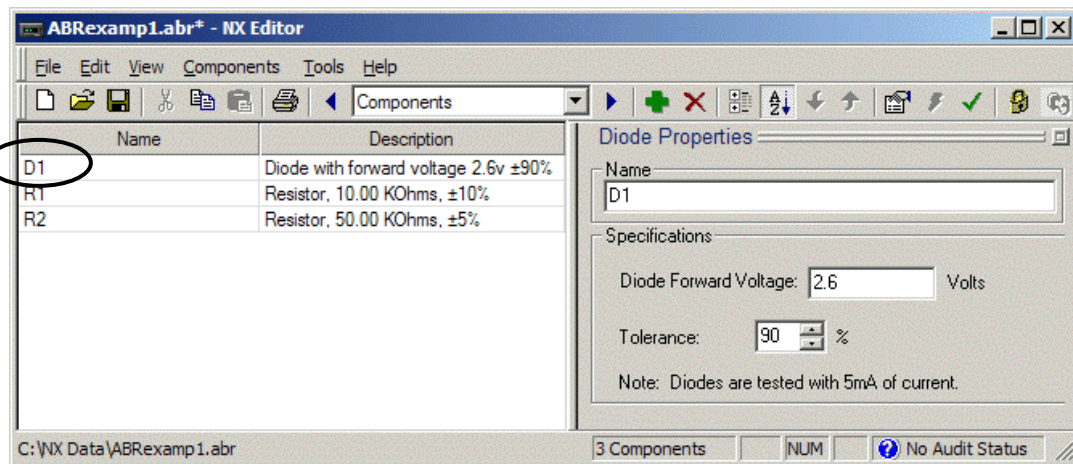 ABRexamp1.abr* - NX Editor
File Edit View Components Tools Help
Components
Name Description
D1 Diode with forward voltage 2.6v ±90%
R1 Resistor, 10.00 KOhms, ±10%
R2 Resistor, 50.00 KOhms, ±5%
Diode Properties
Name
D1
Specifications
Diode Forward Voltage: 2.6 Volts
Tolerance: 90 %
Note: Diodes are tested with 5mA of current.
C:\NX Data\ABRexamp1.abr 3 Components NUM No Audit Status